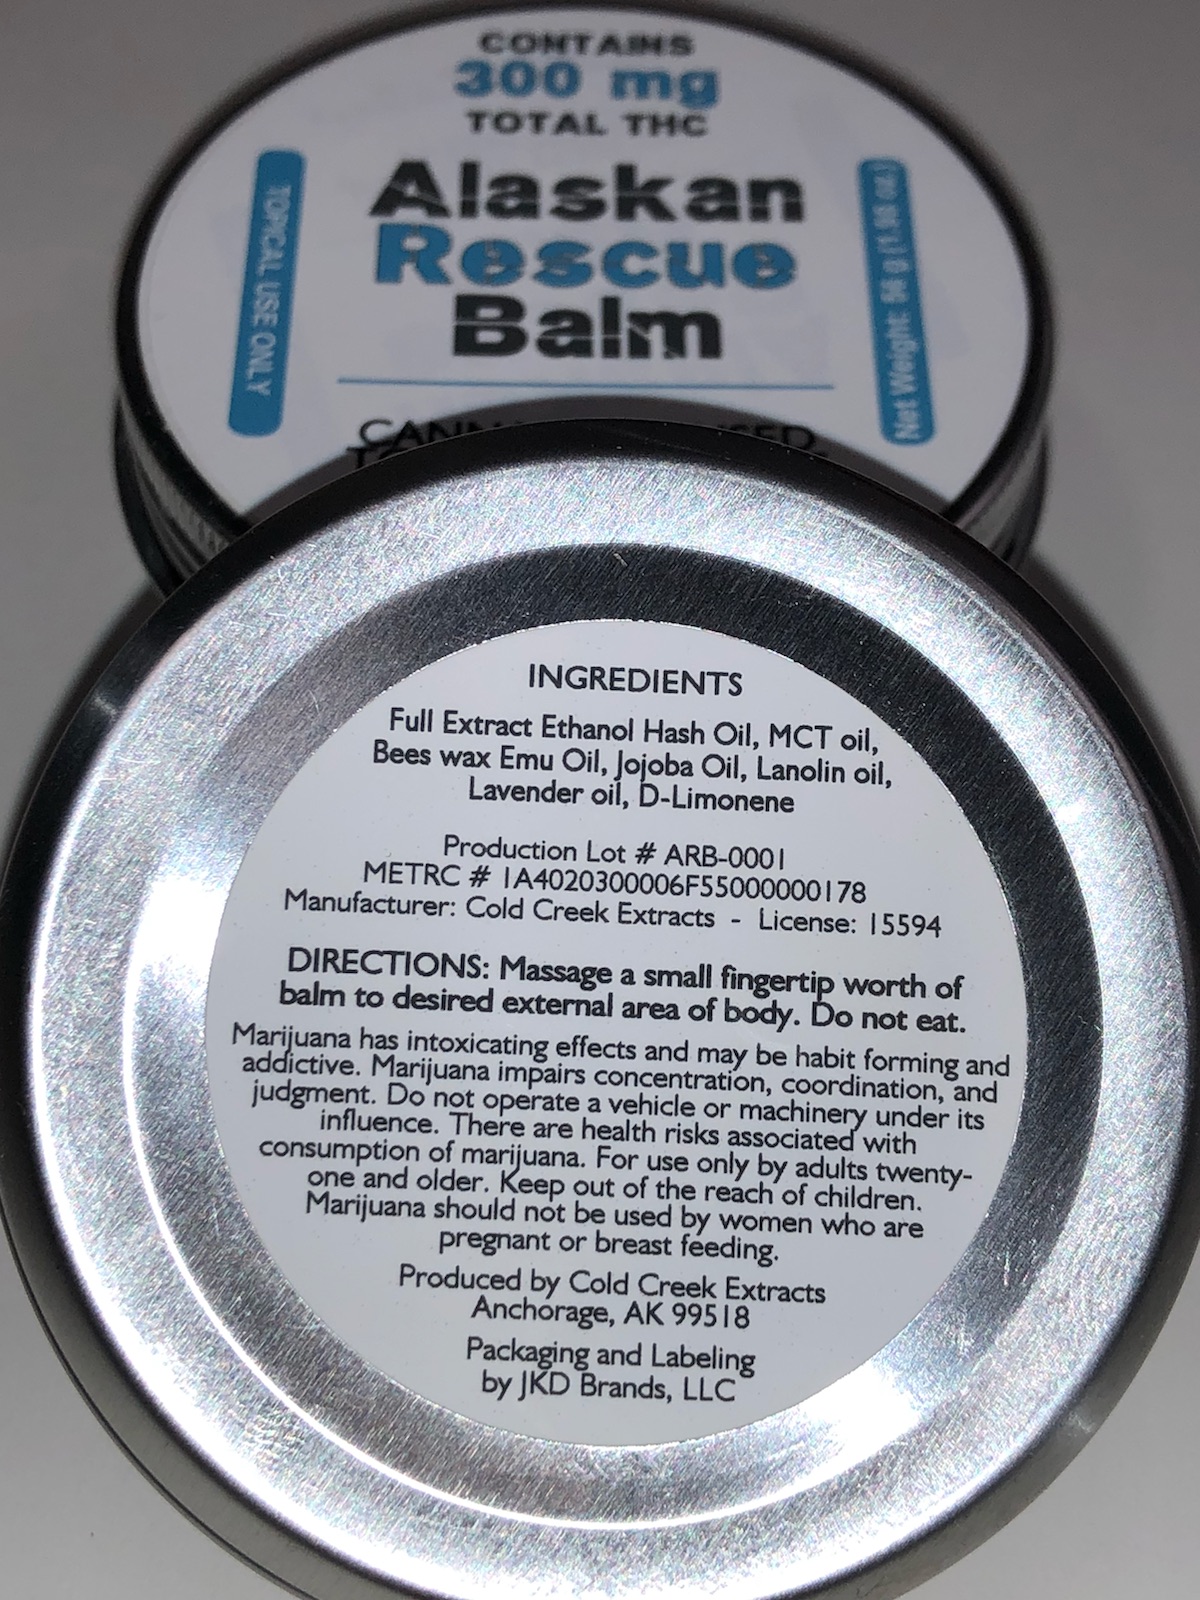 CONTAINS
300 mg
TOTAL THC
Alaskan
Rescue
Balm
TOPICAL USE ONLY
Net Weight: 56 g
INGREDIENTS
Full Extract Ethanol Hash Oil, MCT oil,
Bees wax Emu Oil, Jojoba Oil, Lanolin oil,
Lavender oil, D-Limonene
Production Lot # ARB-0001
METRC # 1A4020300006F55000000178
Manufacturer: Cold Creek Extracts - License: 15594
DIRECTIONS: Massage a small fingertip worth of
balm to desired external area of body. Do not eat.
Marijuana has intoxicating effects and may be habit forming and
addictive. Marijuana impairs concentration, coordination, and
judgment. Do not operate a vehicle or machinery under its
influence. There are health risks associated with
consumption of marijuana. For use only by adults twenty-
one and older. Keep out of the reach of children.
Marijuana should not be used by women who are
pregnant or breast feeding.
Produced by Cold Creek Extracts
Anchorage, AK 99518
Packaging and Labeling
by JKD Brands, LLC